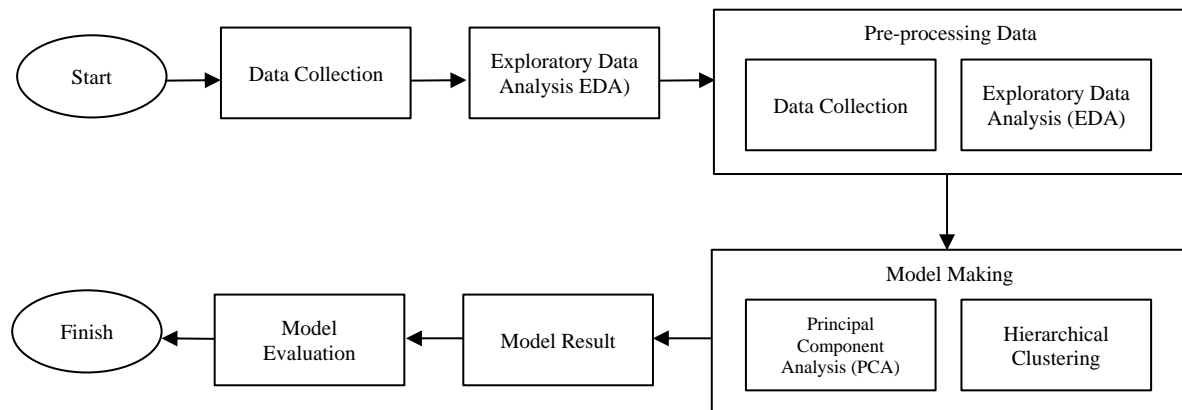 Start
Data Collection
Exploratory Data
Analysis EDA)
Pre-processing Data
Data Collection
Exploratory Data
Analysis (EDA)
Model Making
Principal
Component
Analysis (PCA)
Hierarchical
Clustering
Model Result
Model
Evaluation
Finish